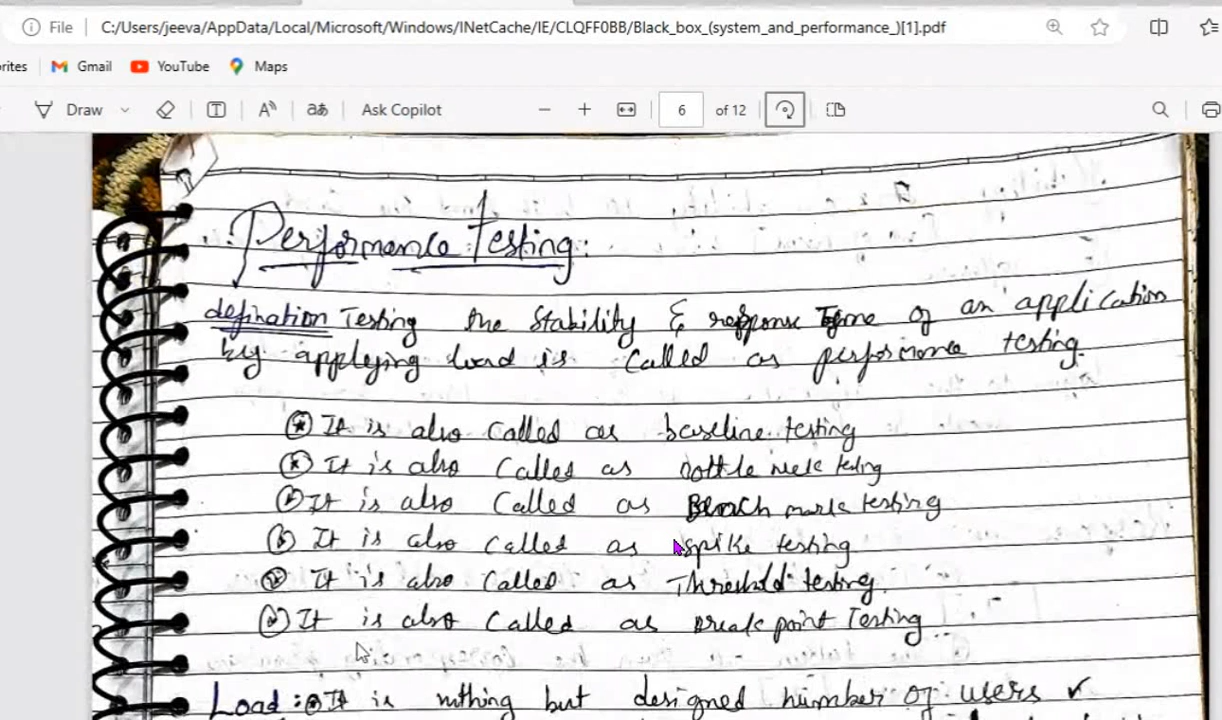 File C:/Users/jeeva/AppData/Local/Microsoft/Windows/INetCache/IE/CLQFF0BB/Black_box_(system_and_performance_)[1].pdf
rites Gmail YouTube Maps
Draw Ask Copilot 6 of 12
Performance Testing:
defination Testing the Stability & response Time of an application
by applying load is called as performance testing.
It is also called as baseline testing
It is also called as bottle neck testing
It is also called as Bench mark testing
It is also called as spike testing
It is also called as Threshold testing.
It is also called as Break point Testing
Load: It is nothing but designed number of users ✓